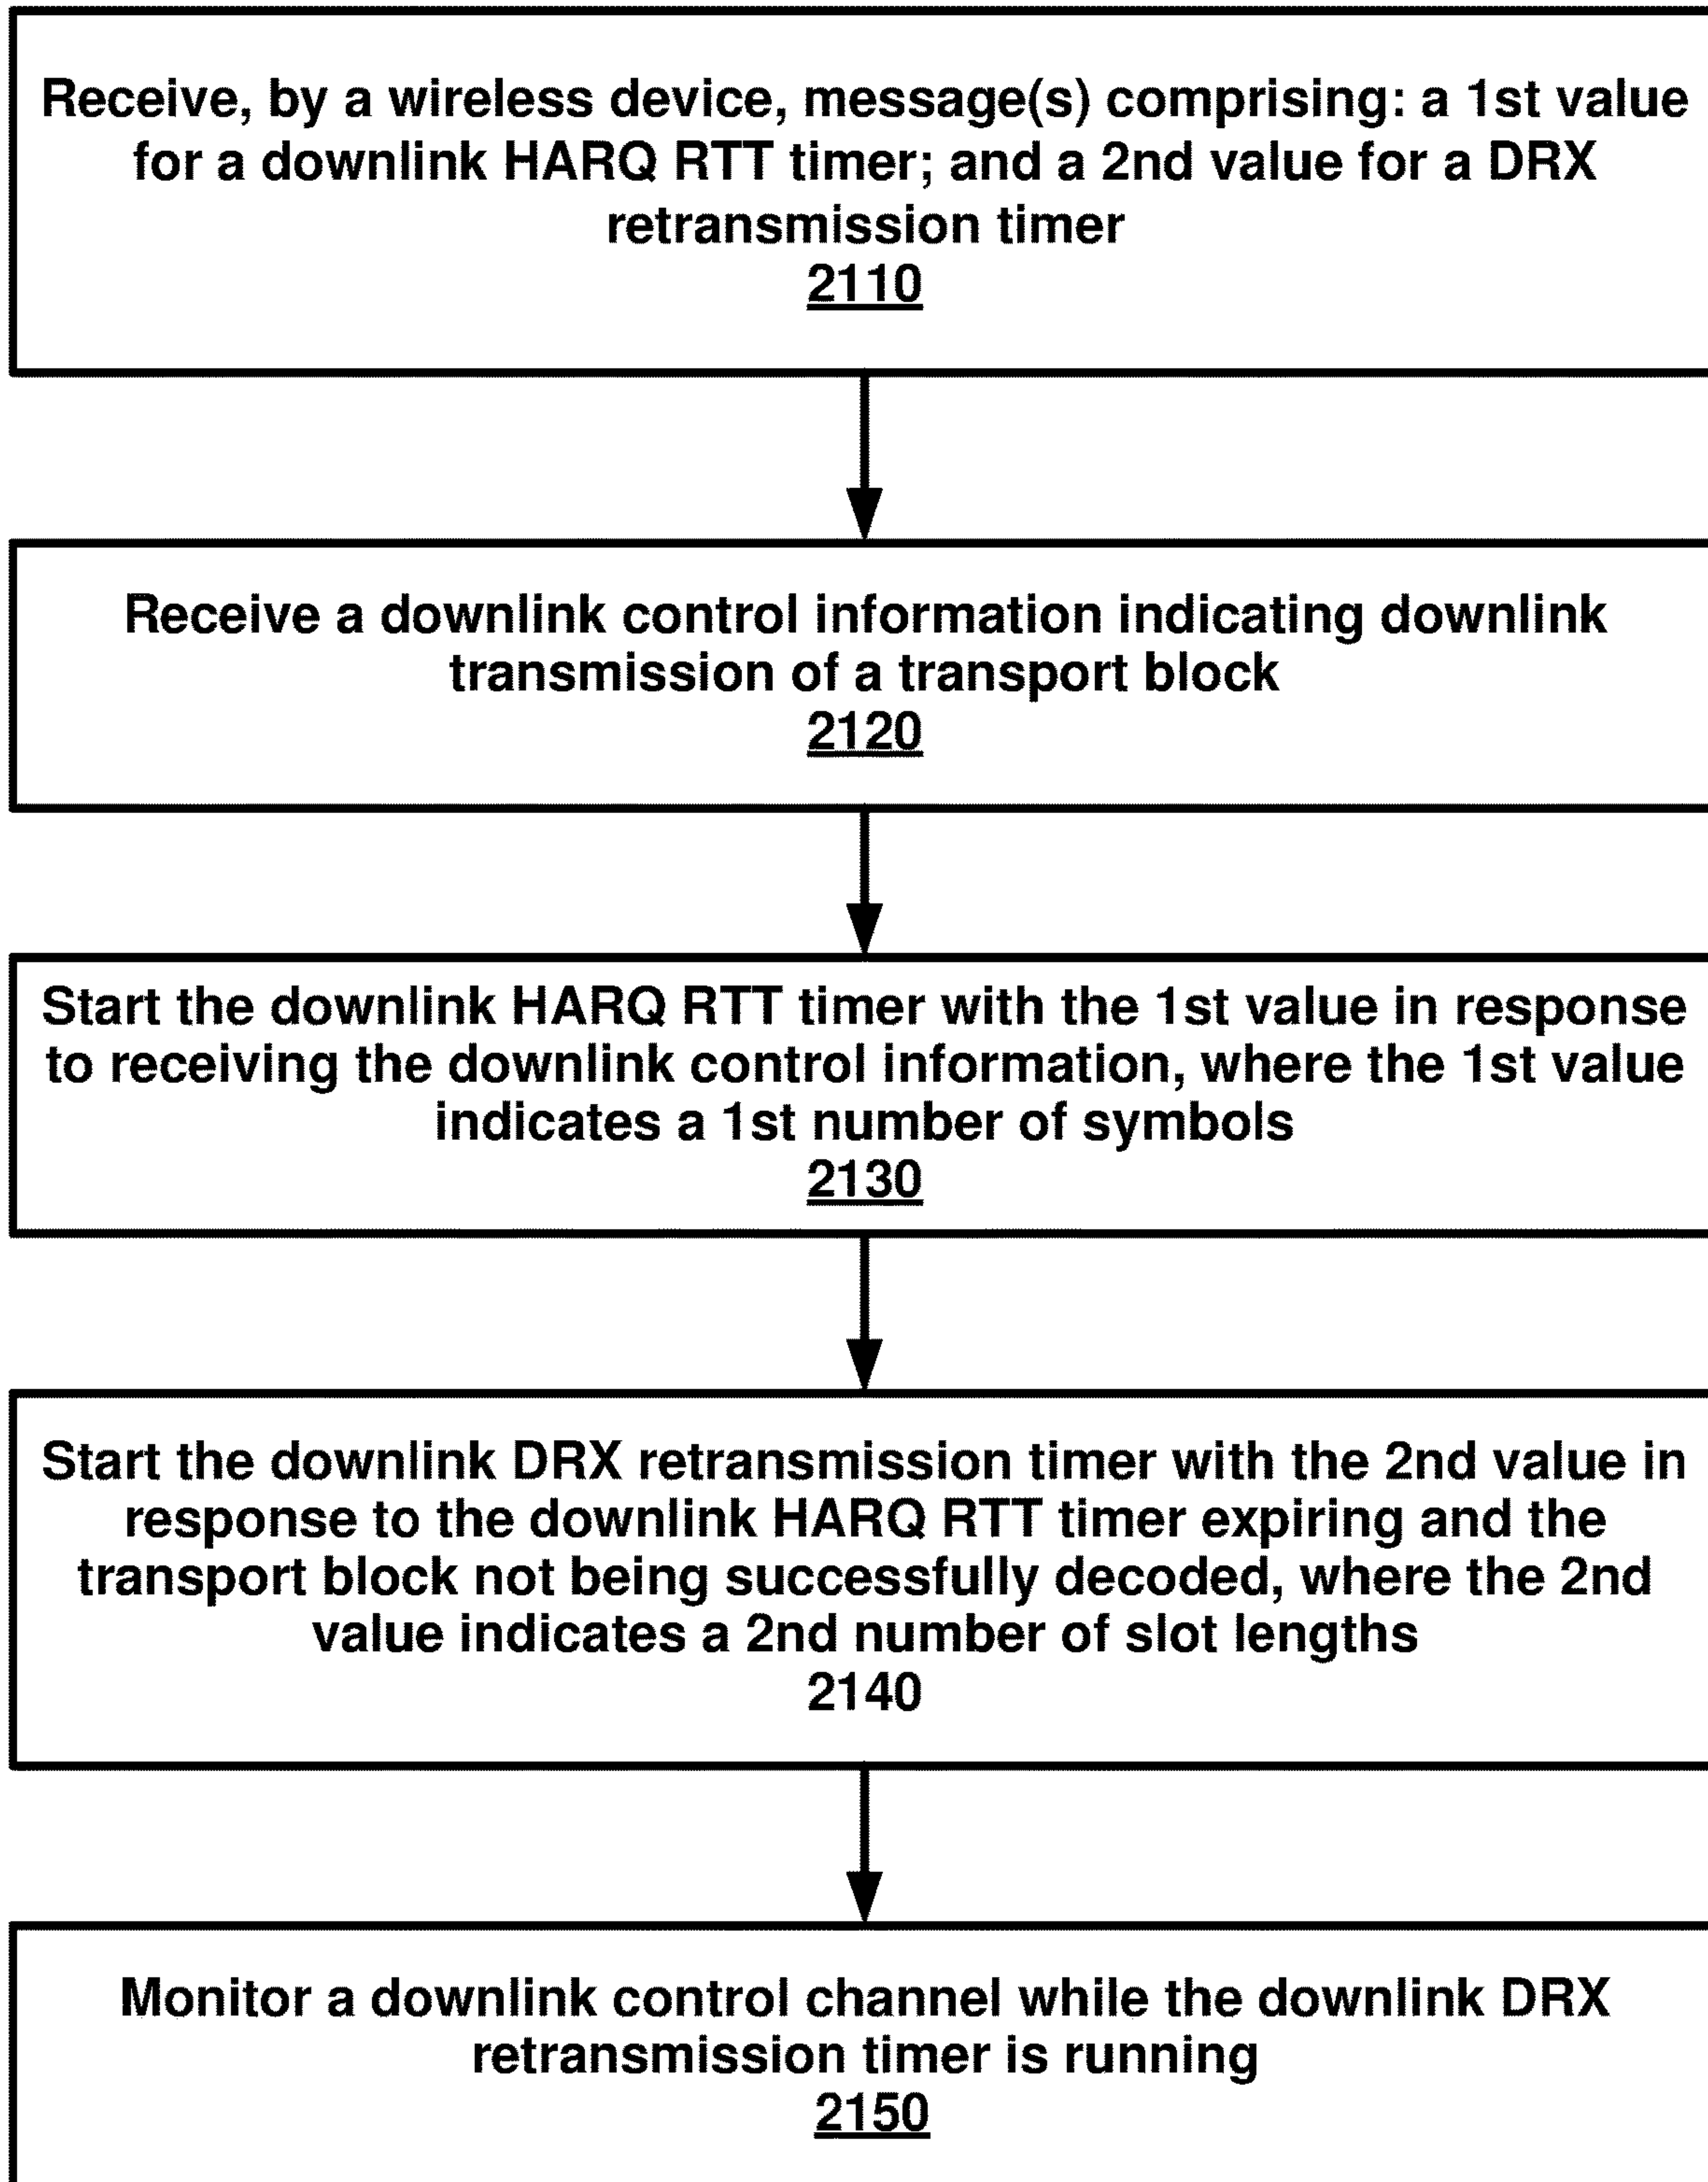 Receive, by a wireless device, message(s) comprising: a 1st value
for a downlink HARQ RTT timer; and a 2nd value for a DRX
retransmission timer
2110
Receive a downlink control information indicating downlink
transmission of a transport block
2120
Start the downlink HARQ RTT timer with the 1st value in response
to receiving the downlink control information, where the 1st value
indicates a 1st number of symbols
2130
Start the downlink DRX retransmission timer with the 2nd value in
response to the downlink HARQ RTT timer expiring and the
transport block not being successfully decoded, where the 2nd
value indicates a 2nd number of slot lengths
2140
Monitor a downlink control channel while the downlink DRX
retransmission timer is running
2150